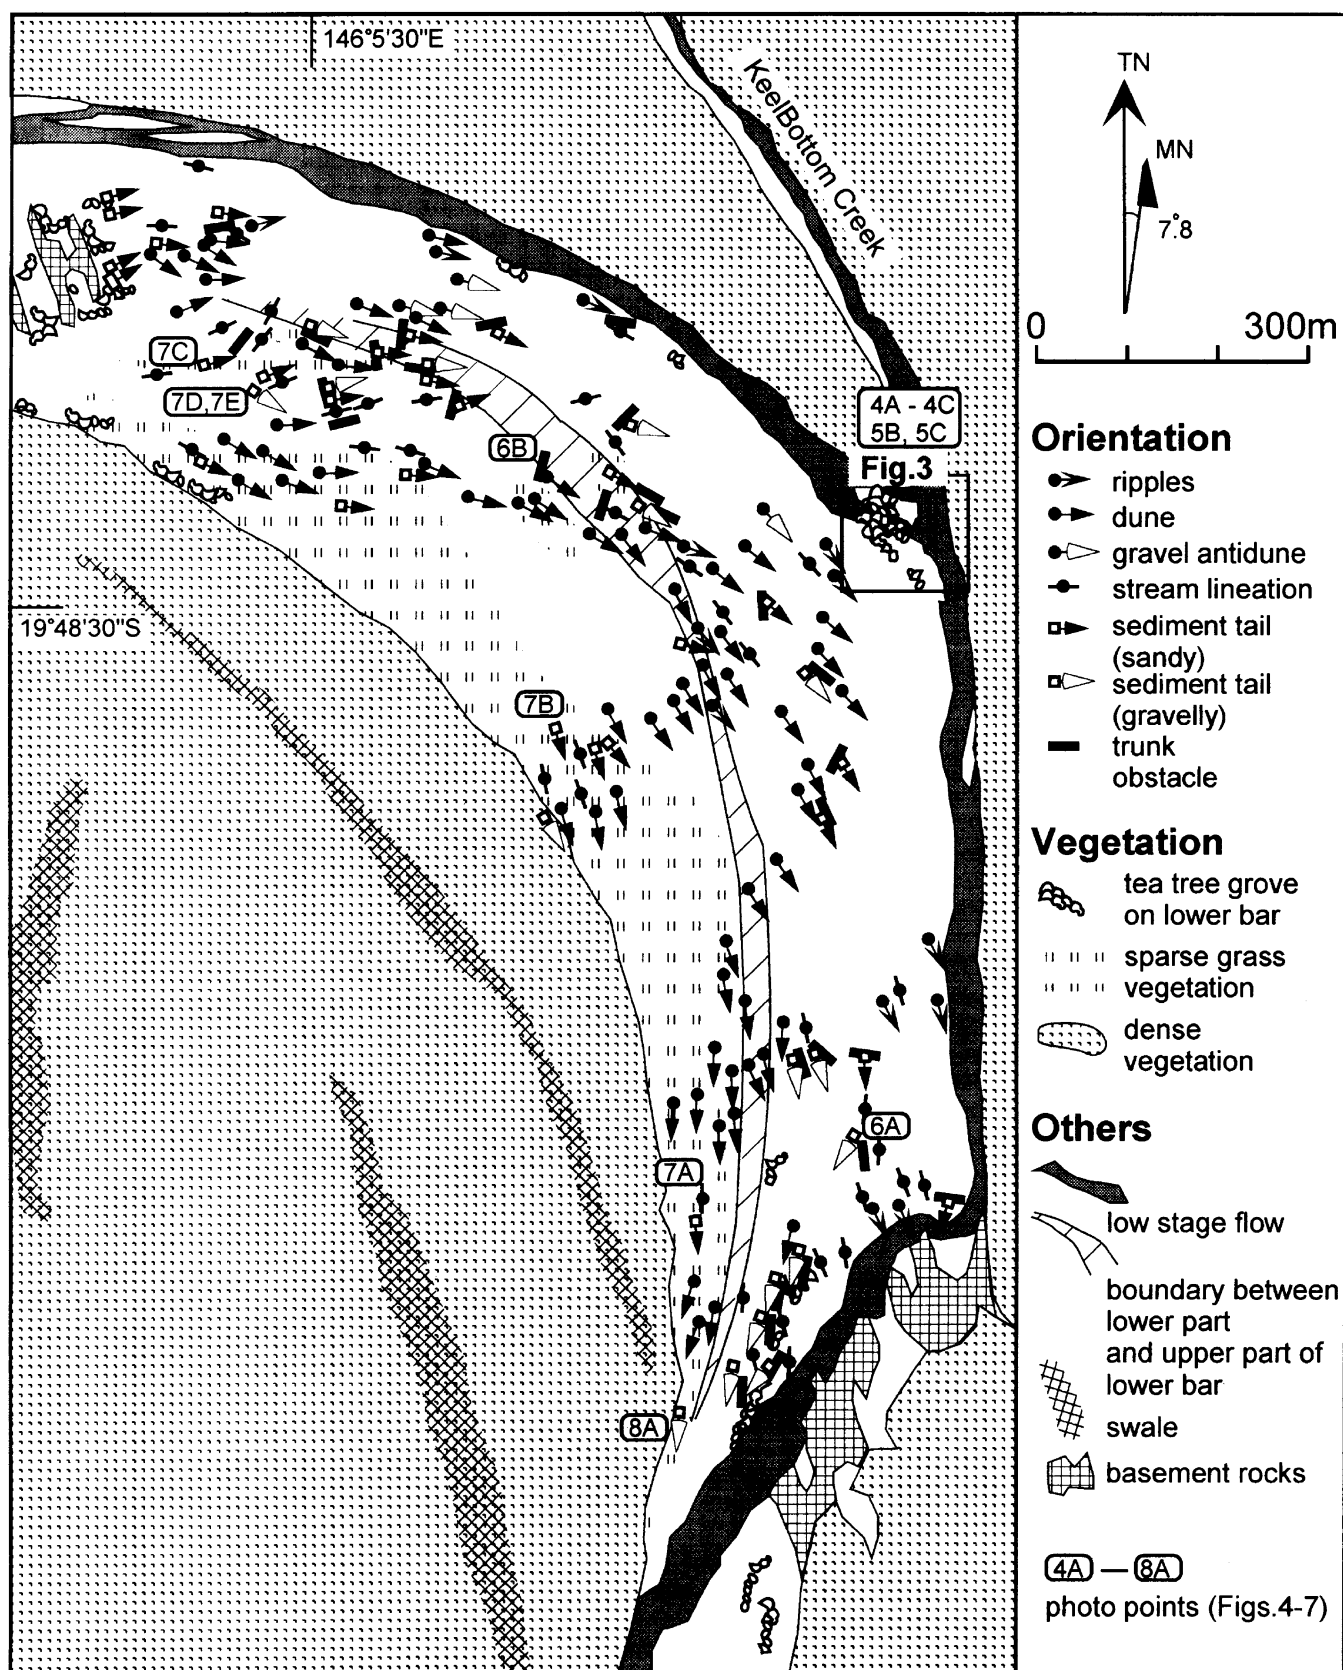 146°5'30"E
KeelBottom Creek
7C
7D,7E
6B
4A - 4C
5B, 5C
Fig.3
19°48'30"S
7B
6A
7A
8A
TN
MN
7°8
0 300m
Orientation
ripples
dune
gravel antidune
stream lineation
sediment tail
(sandy)
sediment tail
(gravelly)
trunk
obstacle
Vegetation
tea tree grove
on lower bar
sparse grass
vegetation
dense
vegetation
Others
low stage flow
boundary between
lower part
and upper part of
lower bar
swale
basement rocks
4A — 8A
photo points (Figs.4-7)